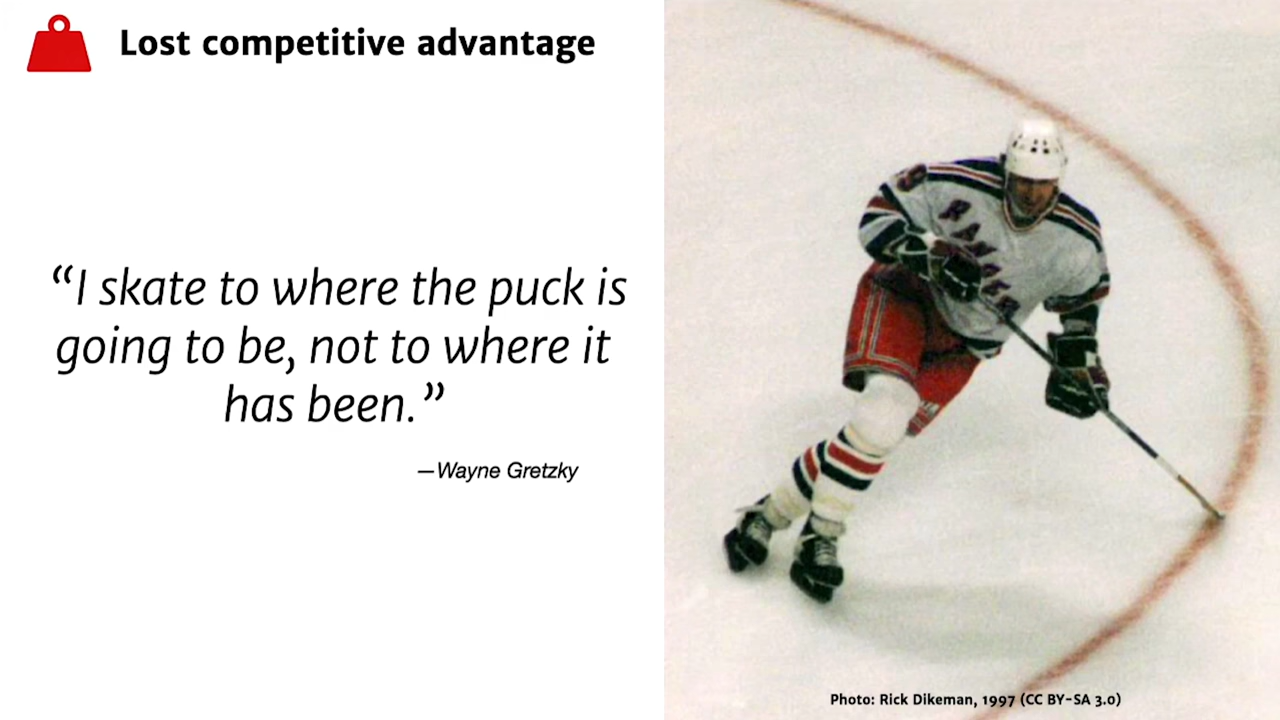 Lost competitive advantage
“I skate to where the puck is
going to be, not to where it
has been.”
—Wayne Gretzky
RANGERS
Photo: Rick Dikeman, 1997 (CC BY-SA 3.0)